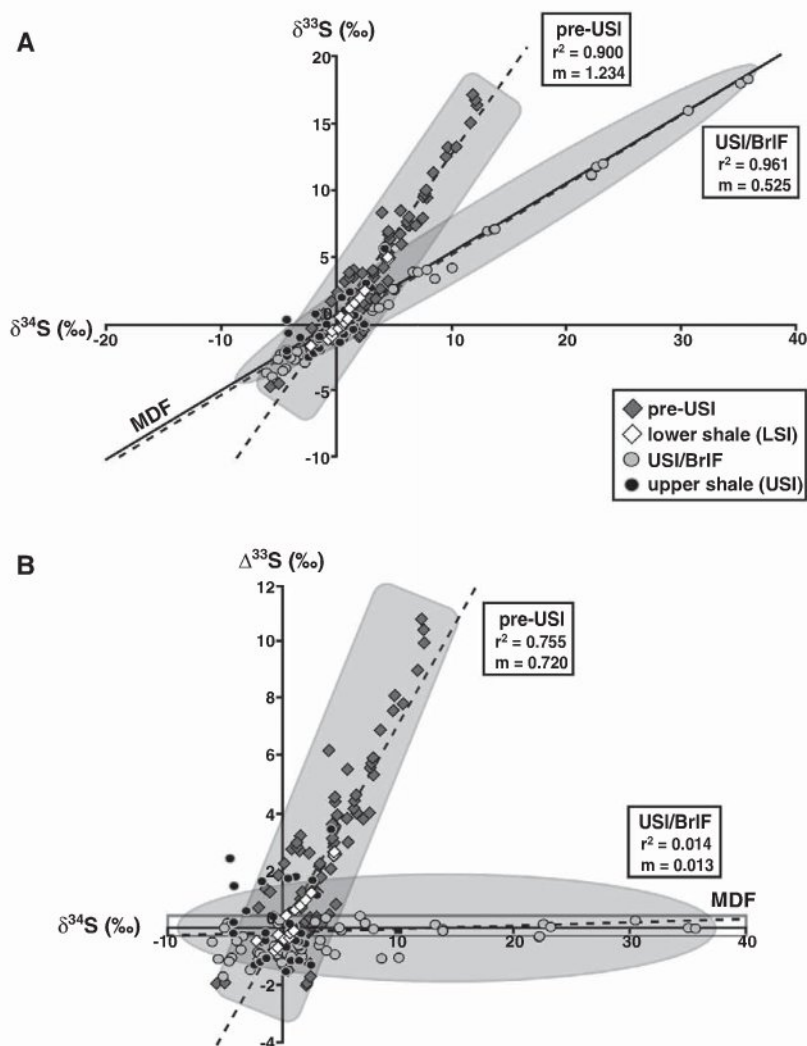 A
δ³³S (‰)
20
15
10
5
0
-5
-10
δ³⁴S (‰)
-20
-10
10
20
30
40
MDF
pre-USI
r² = 0.900
m = 1.234
USI/BrIF
r² = 0.961
m = 0.525
pre-USI
lower shale (LSI)
USI/BrIF
upper shale (USI)
B
Δ³³S (‰)
12
10
8
6
4
2
0
-2
-4
δ³⁴S (‰)
-10
10
20
30
40
pre-USI
r² = 0.755
m = 0.720
USI/BrIF
r² = 0.014
m = 0.013
MDF